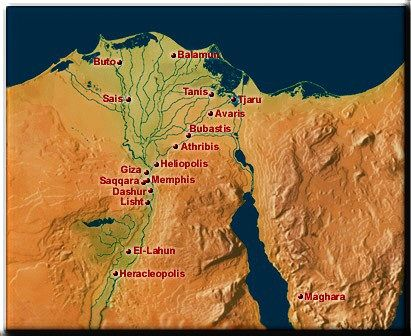 Balamun
Buto
Tanis
Sais
Tjaru
Avaris
Bubastis
Athribis
Heliopolis
Giza
Saqqara
Memphis
Dashur
Lisht
El-Lahun
Heracleopolis
Maghara